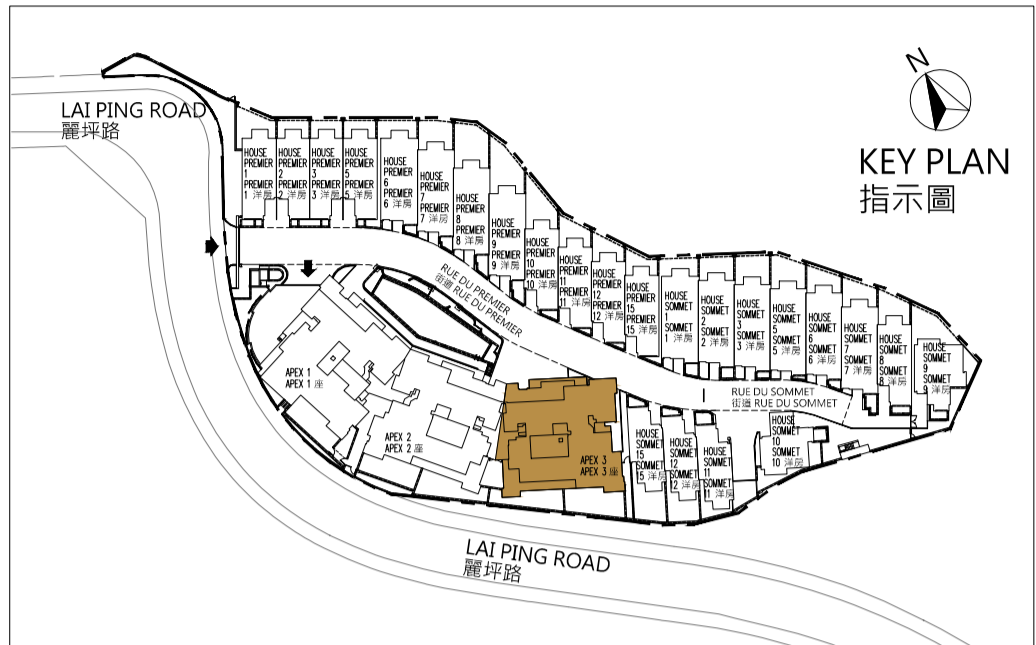 LAI PING ROAD
麗坪路
N
KEY PLAN
指示圖
HOUSE
PREMIER
1
PREMIER
1 洋房
HOUSE
PREMIER
2
PREMIER
2 洋房
HOUSE
PREMIER
3
PREMIER
3 洋房
HOUSE
PREMIER
5
PREMIER
5 洋房
HOUSE
PREMIER
6
PREMIER
6 洋房
HOUSE
PREMIER
7
PREMIER
7 洋房
HOUSE
PREMIER
8
PREMIER
8 洋房
HOUSE
PREMIER
9
PREMIER
9 洋房
HOUSE
PREMIER
10
PREMIER
10 洋房
HOUSE
PREMIER
11
PREMIER
11 洋房
HOUSE
PREMIER
12
PREMIER
12 洋房
HOUSE
PREMIER
15
PREMIER
15 洋房
HOUSE
SOMMET
1
SOMMET
1 洋房
HOUSE
SOMMET
2
SOMMET
2 洋房
HOUSE
SOMMET
3
SOMMET
3 洋房
HOUSE
SOMMET
5
SOMMET
5 洋房
HOUSE
SOMMET
6
SOMMET
6 洋房
HOUSE
SOMMET
7
SOMMET
7 洋房
HOUSE
SOMMET
8
SOMMET
8 洋房
HOUSE
SOMMET
9
SOMMET
9 洋房
RUE DU PREMIER
街道 RUE DU PREMIER
RUE DU SOMMET
街道 RUE DU SOMMET
APEX 1
APEX 1 座
APEX 2
APEX 2 座
APEX 3
APEX 3 座
HOUSE
SOMMET
15
SOMMET
15 洋房
HOUSE
SOMMET
12
SOMMET
12 洋房
HOUSE
SOMMET
11
SOMMET
11 洋房
HOUSE
SOMMET
10
SOMMET
10 洋房
LAI PING ROAD
麗坪路